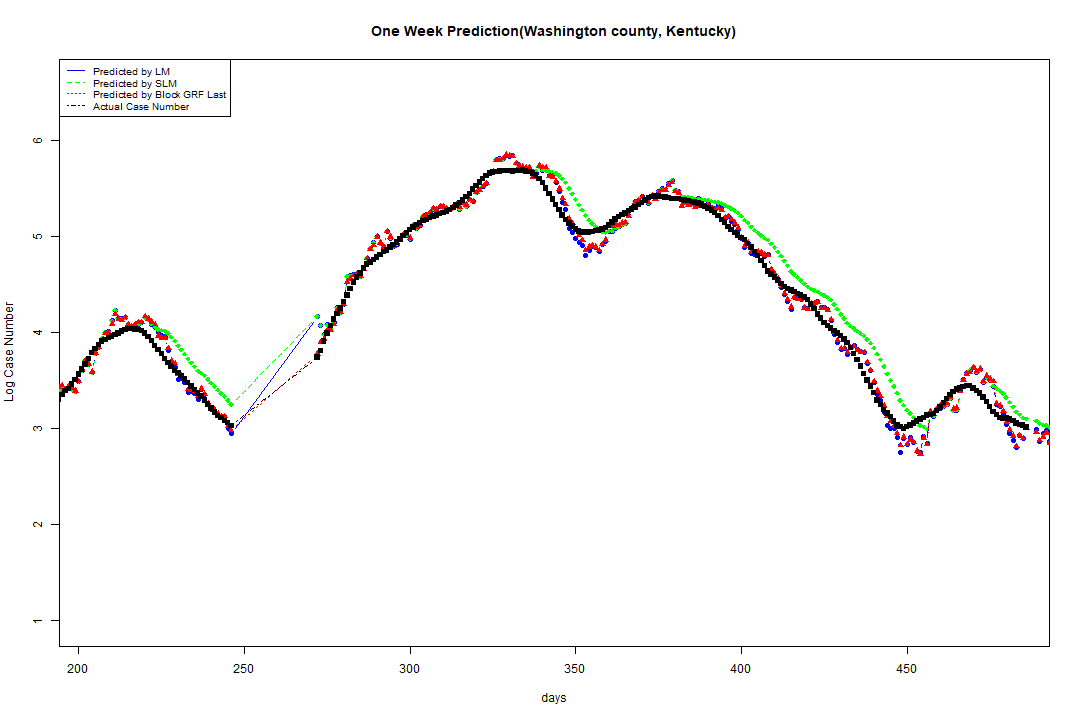 One Week Prediction(Washington county, Kentucky)
Predicted by LM
Predicted by SLM
Predicted by Block GRF Last
Actual Case Number
6
5
4
3
2
1
Log Case Number
200 250 300 350 400 450
days